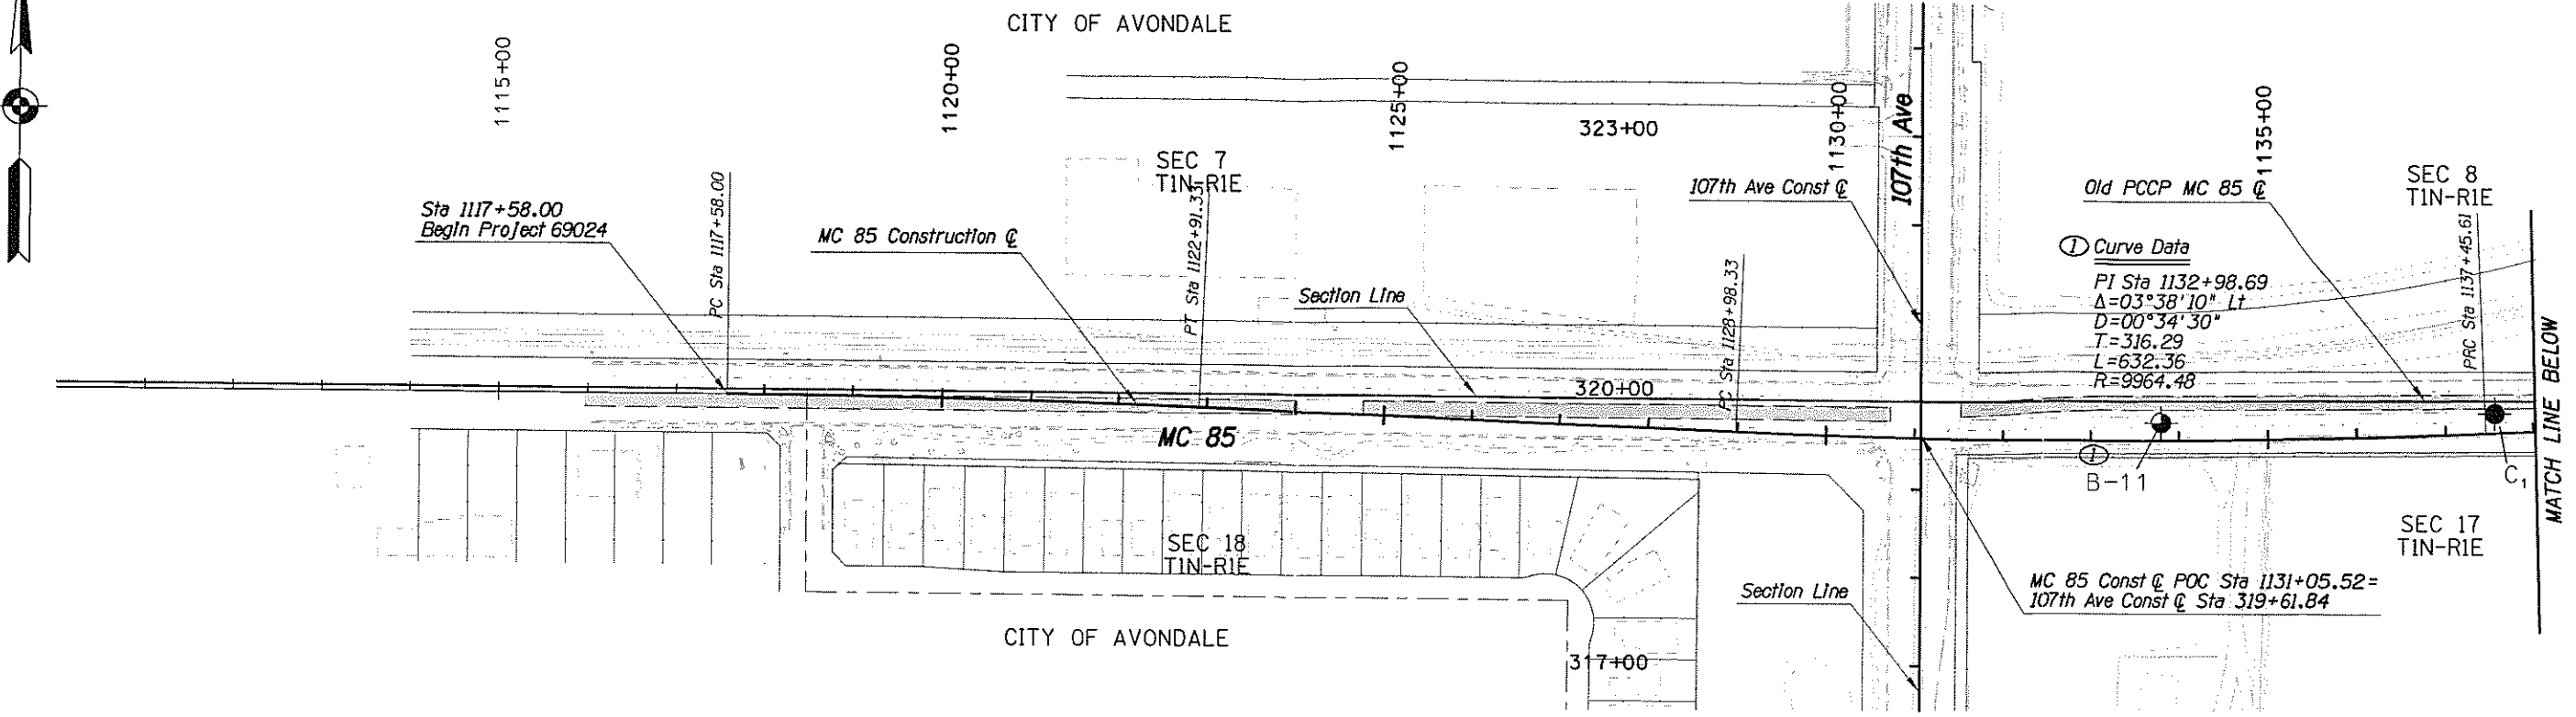 CITY OF AVONDALE
1115+00
1120+00
1125+00
1130+00
1135+00
323+00
107th Ave
SEC 7
T1N-R1E
SEC 8
T1N-R1E
107th Ave Const ℄
Old PCCP MC 85 ℄
Sta 1117+58.00
Begin Project 69024
PC Sta 1117+58.00
MC 85 Construction ℄
PT Sta 1122+91.33
Section Line
PC Sta 1128+98.33
① Curve Data
PI Sta 1132+98.69
Δ=03°38'10" Lt
D=00°34'30"
T=316.29
L=632.36
R=9964.48
PRC Sta 1137+45.61
MATCH LINE BELOW
320+00
MC 85
①
B-11
C₁
SEC 18
T1N-R1E
SEC 17
T1N-R1E
Section Line
MC 85 Const ℄ POC Sta 1131+05.52=
107th Ave Const ℄ Sta 319+61.84
CITY OF AVONDALE
317+00